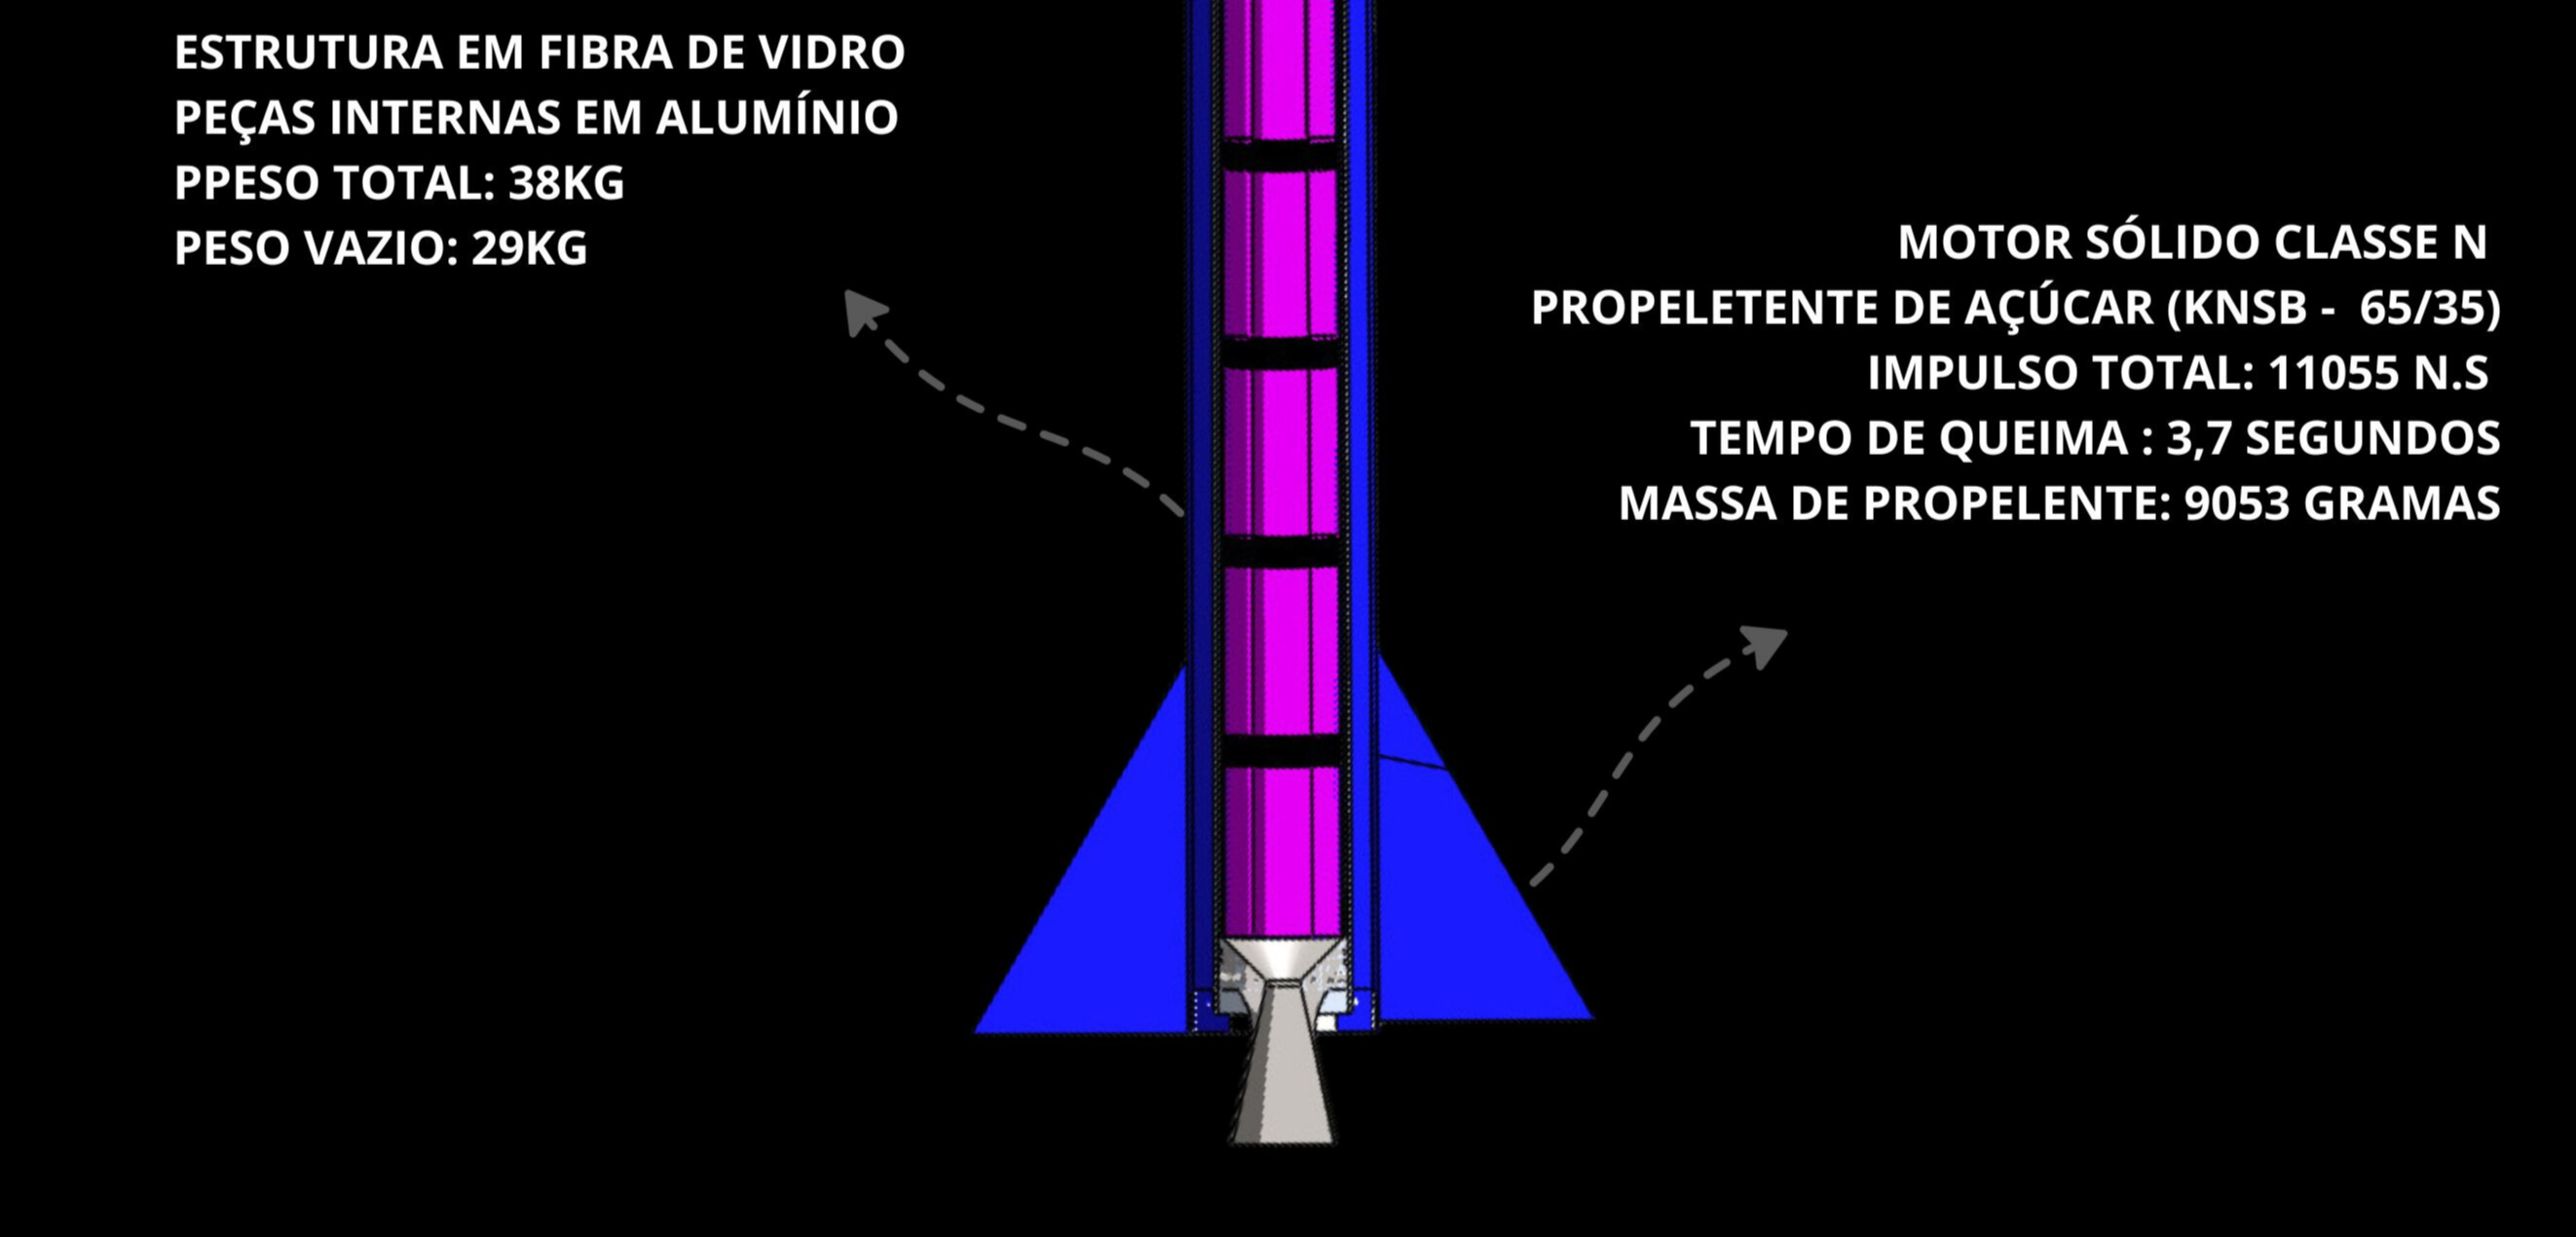 ESTRUTURA EM FIBRA DE VIDRO
PEÇAS INTERNAS EM ALUMÍNIO
PPESO TOTAL: 38KG
PESO VAZIO: 29KG
MOTOR SÓLIDO CLASSE N
PROPELETENTE DE AÇÚCAR (KNSB -  65/35)
IMPULSO TOTAL: 11055 N.S
TEMPO DE QUEIMA : 3,7 SEGUNDOS
MASSA DE PROPELENTE: 9053 GRAMAS